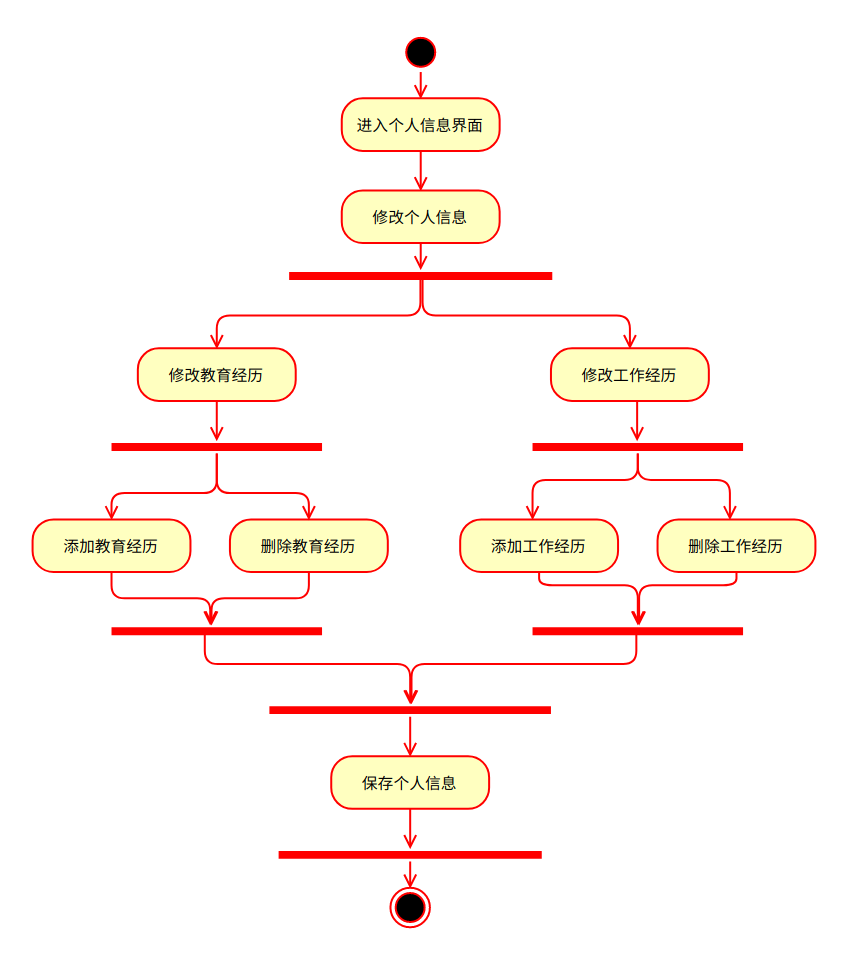 进入个人信息界面
修改个人信息
修改教育经历
修改工作经历
添加教育经历
删除教育经历
添加工作经历
删除工作经历
保存个人信息